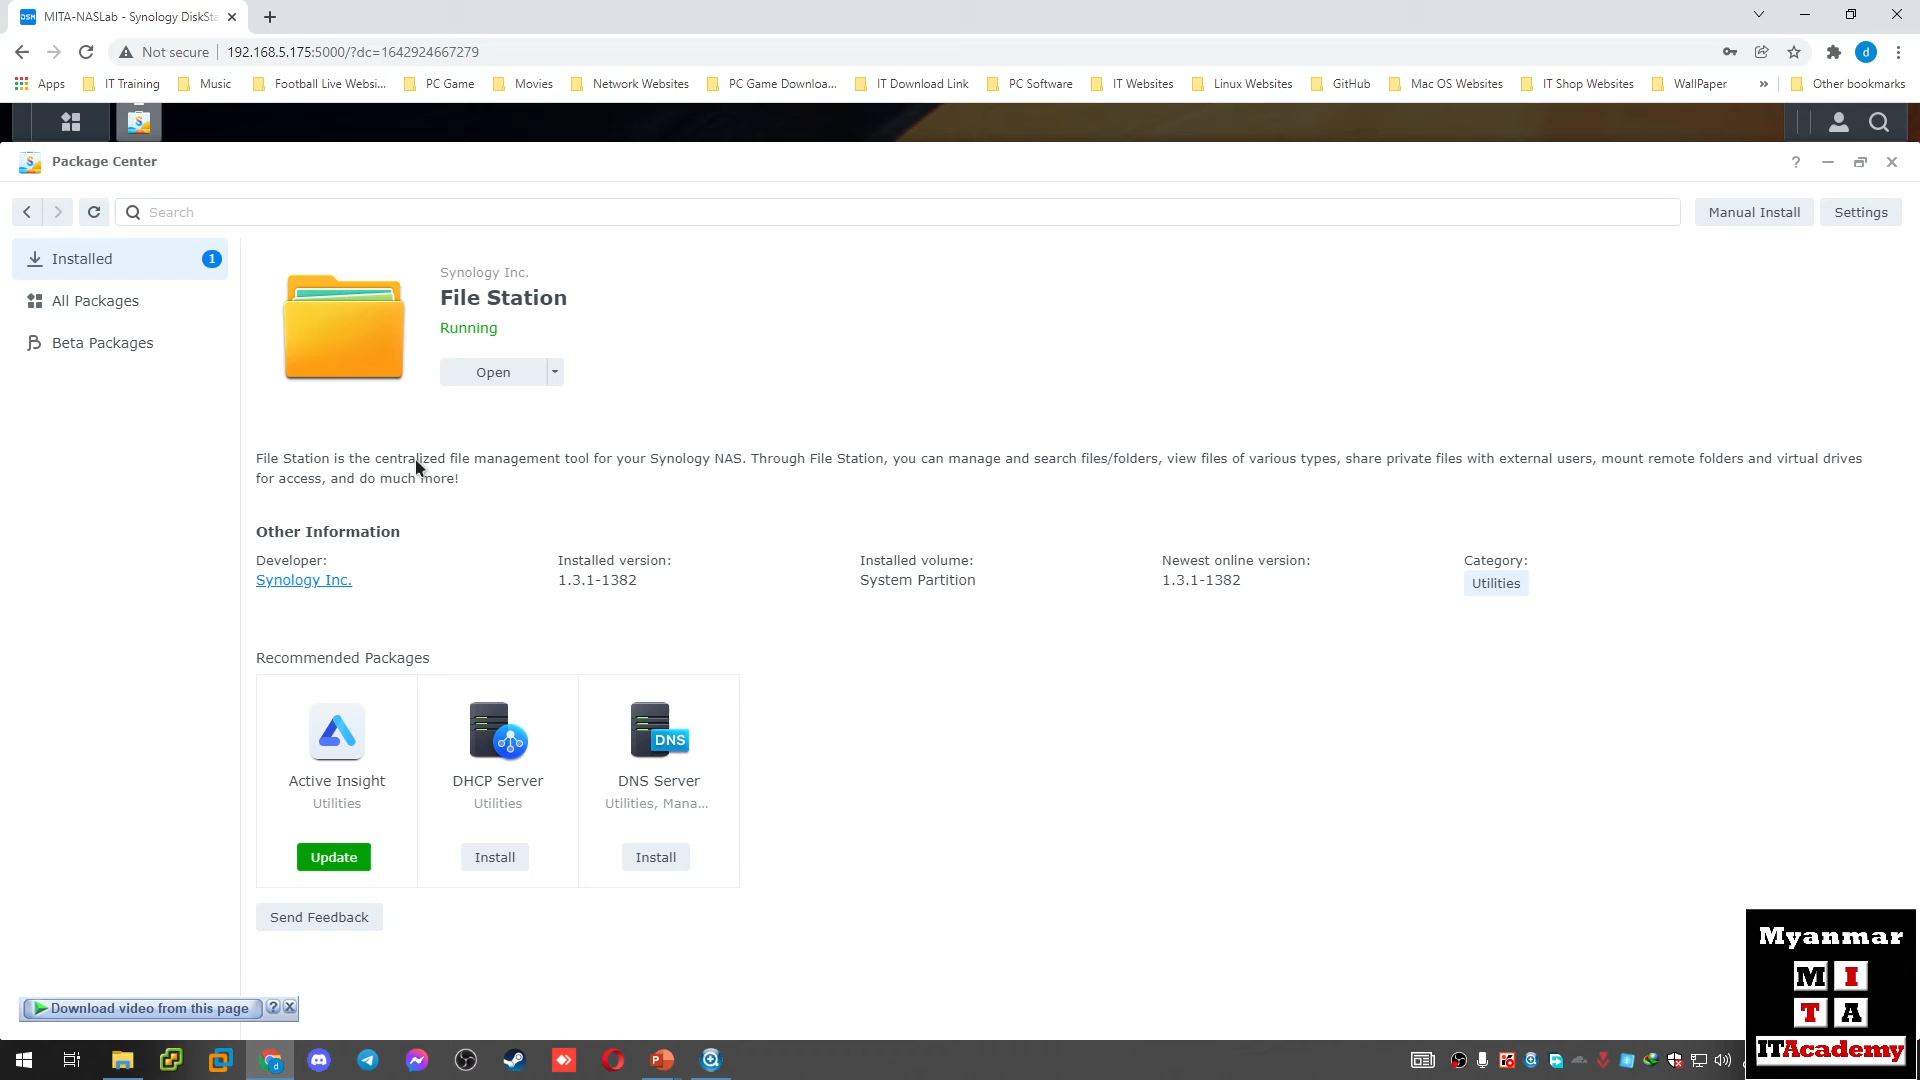 MITA-NASLab - Synology DiskSta
Not secure
192.168.5.175:5000/?dc=1642924667279
d
Apps
IT Training
Music
Football Live Websi...
PC Game
Movies
Network Websites
PC Game Downloa...
IT Download Link
PC Software
IT Websites
Linux Websites
GitHub
Mac OS Websites
IT Shop Websites
WallPaper
»
Other bookmarks
Package Center
?
Search
Manual Install
Settings
Installed
1
All Packages
Beta Packages
Synology Inc.
File Station
Running
Open
File Station is the centralized file management tool for your Synology NAS. Through File Station, you can manage and search files/folders, view files of various types, share private files with external users, mount remote folders and virtual drives
for access, and do much more!
Other Information
Developer:
Synology Inc.
Installed version:
1.3.1-1382
Installed volume:
System Partition
Newest online version:
1.3.1-1382
Category:
Utilities
Recommended Packages
Active Insight
Utilities
Update
DHCP Server
Utilities
Install
DNS
DNS Server
Utilities, Mana...
Install
Send Feedback
Download video from this page
?
Myanmar
M I
T A
ITAcademy